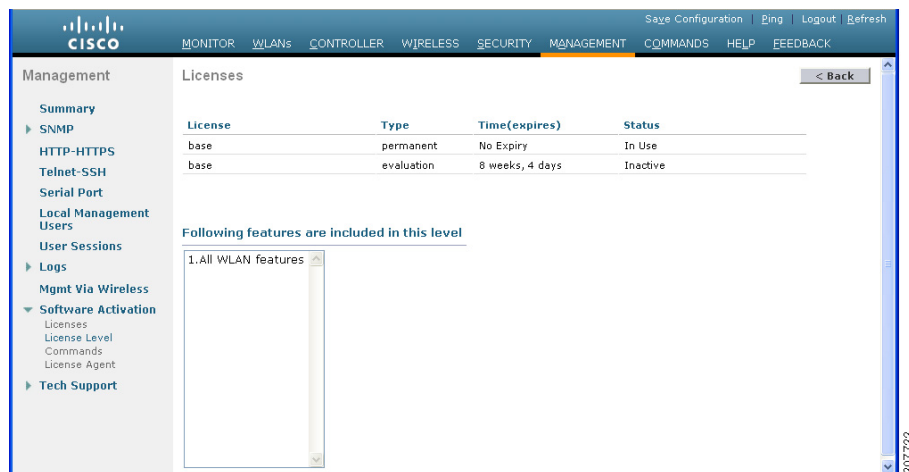 Save Configuration | Ping | Logout | Refresh
CISCO
MONITOR WLANs CONTROLLER WIRELESS SECURITY MANAGEMENT COMMANDS HELP FEEDBACK
Management
Summary
SNMP
HTTP-HTTPS
Telnet-SSH
Serial Port
Local Management
Users
User Sessions
Logs
Mgmt Via Wireless
Software Activation
Licenses
License Level
Commands
License Agent
Tech Support
Licenses
< Back
License Type Time(expires) Status
base permanent No Expiry In Use
base evaluation 8 weeks, 4 days Inactive
Following features are included in this level
1.All WLAN features